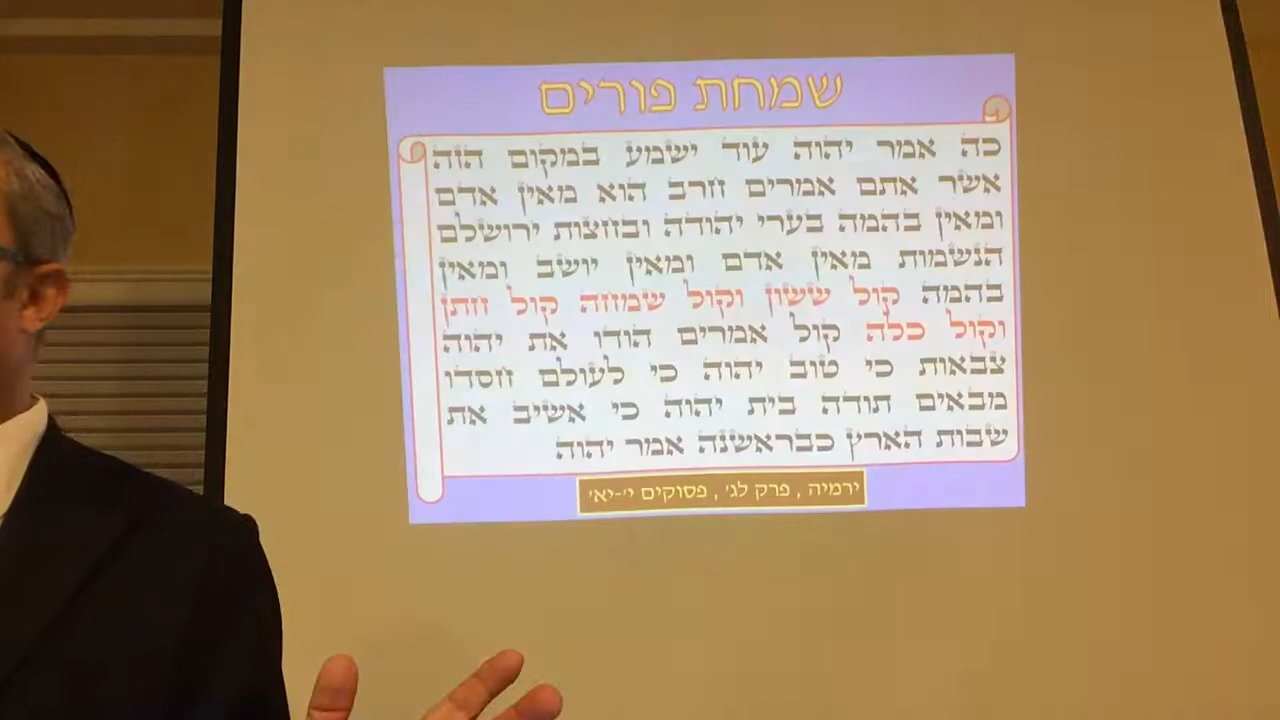 שמחת פורים
כה אמר יהוה עוד ישמע במקום הזה
אשר אתם אמרים חרב הוא מאין אדם
ומאין בהמה בערי יהודה ובחצות ירושלם
הנשמות מאין אדם ומאין יושב ומאין
בהמה קול ששון וקול שמחה קול חתן
וקול כלה קול אמרים הודו את יהוה
צבאות כי טוב יהוה כי לעולם חסדו
מבאים תודה בית יהוה כי אשיב את
שבות הארץ כבראשנה אמר יהוה
ירמיה , פרק לג' , פסוקים י'-יא'